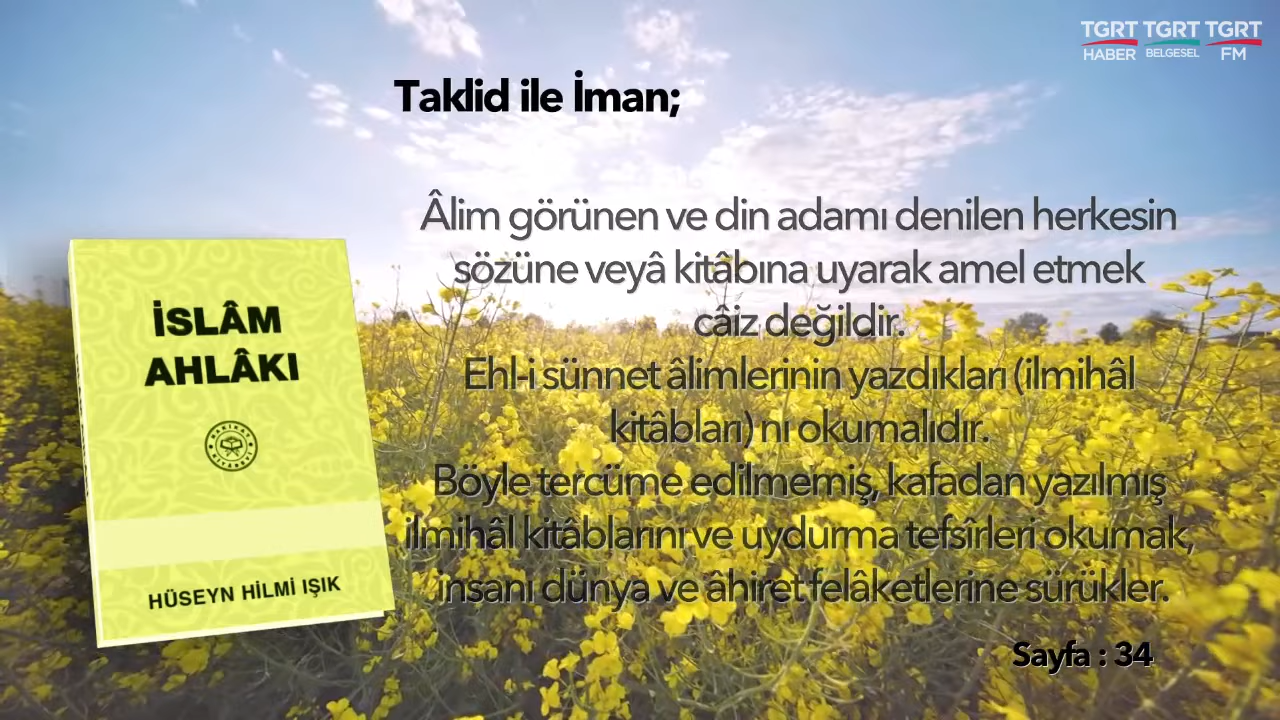 TGRT TGRT TGRT
HABER BELGESEL FM
Taklid ile İman;
Âlim görünen ve din adamı denilen herkesin
sözüne veyâ kitâbına uyarak amel etmek
câiz değildir.
Ehl-i sünnet âlimlerinin yazdıkları (ilmihâl
kitâbları) nı okumalıdır.
Böyle tercüme edilmemiş, kafadan yazılmış
ilmihâl kitâblarını ve uydurma tefsîrleri okumak,
insanı dünya ve âhiret felâketlerine sürükler.
Sayfa : 34
İSLÂM
AHLÂKI
HAKÎKAT KİTÂBEVİ
HÜSEYN HİLMİ IŞIK